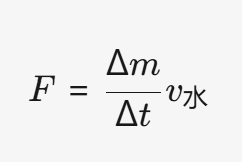 F = Δm/Δt v水